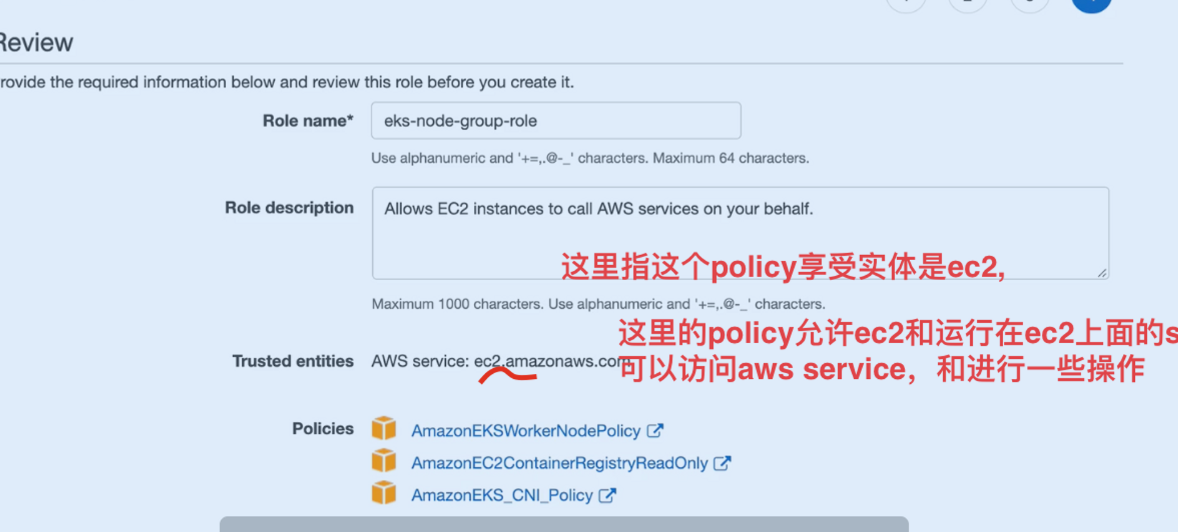 Review
rovide the required information below and review this role before you create it.
Role name* eks-node-group-role
Use alphanumeric and '+=,.@-_' characters. Maximum 64 characters.
Role description Allows EC2 instances to call AWS services on your behalf.
这里指这个policy享受实体是ec2,
Maximum 1000 characters. Use alphanumeric and '+=,.@-_' characters.
这里的policy允许ec2和运行在ec2上面的s
Trusted entities AWS service: ec2.amazonaws.com
可以访问aws service，和进行一些操作
Policies AmazonEKSWorkerNodePolicy
AmazonEC2ContainerRegistryReadOnly
AmazonEKS_CNI_Policy